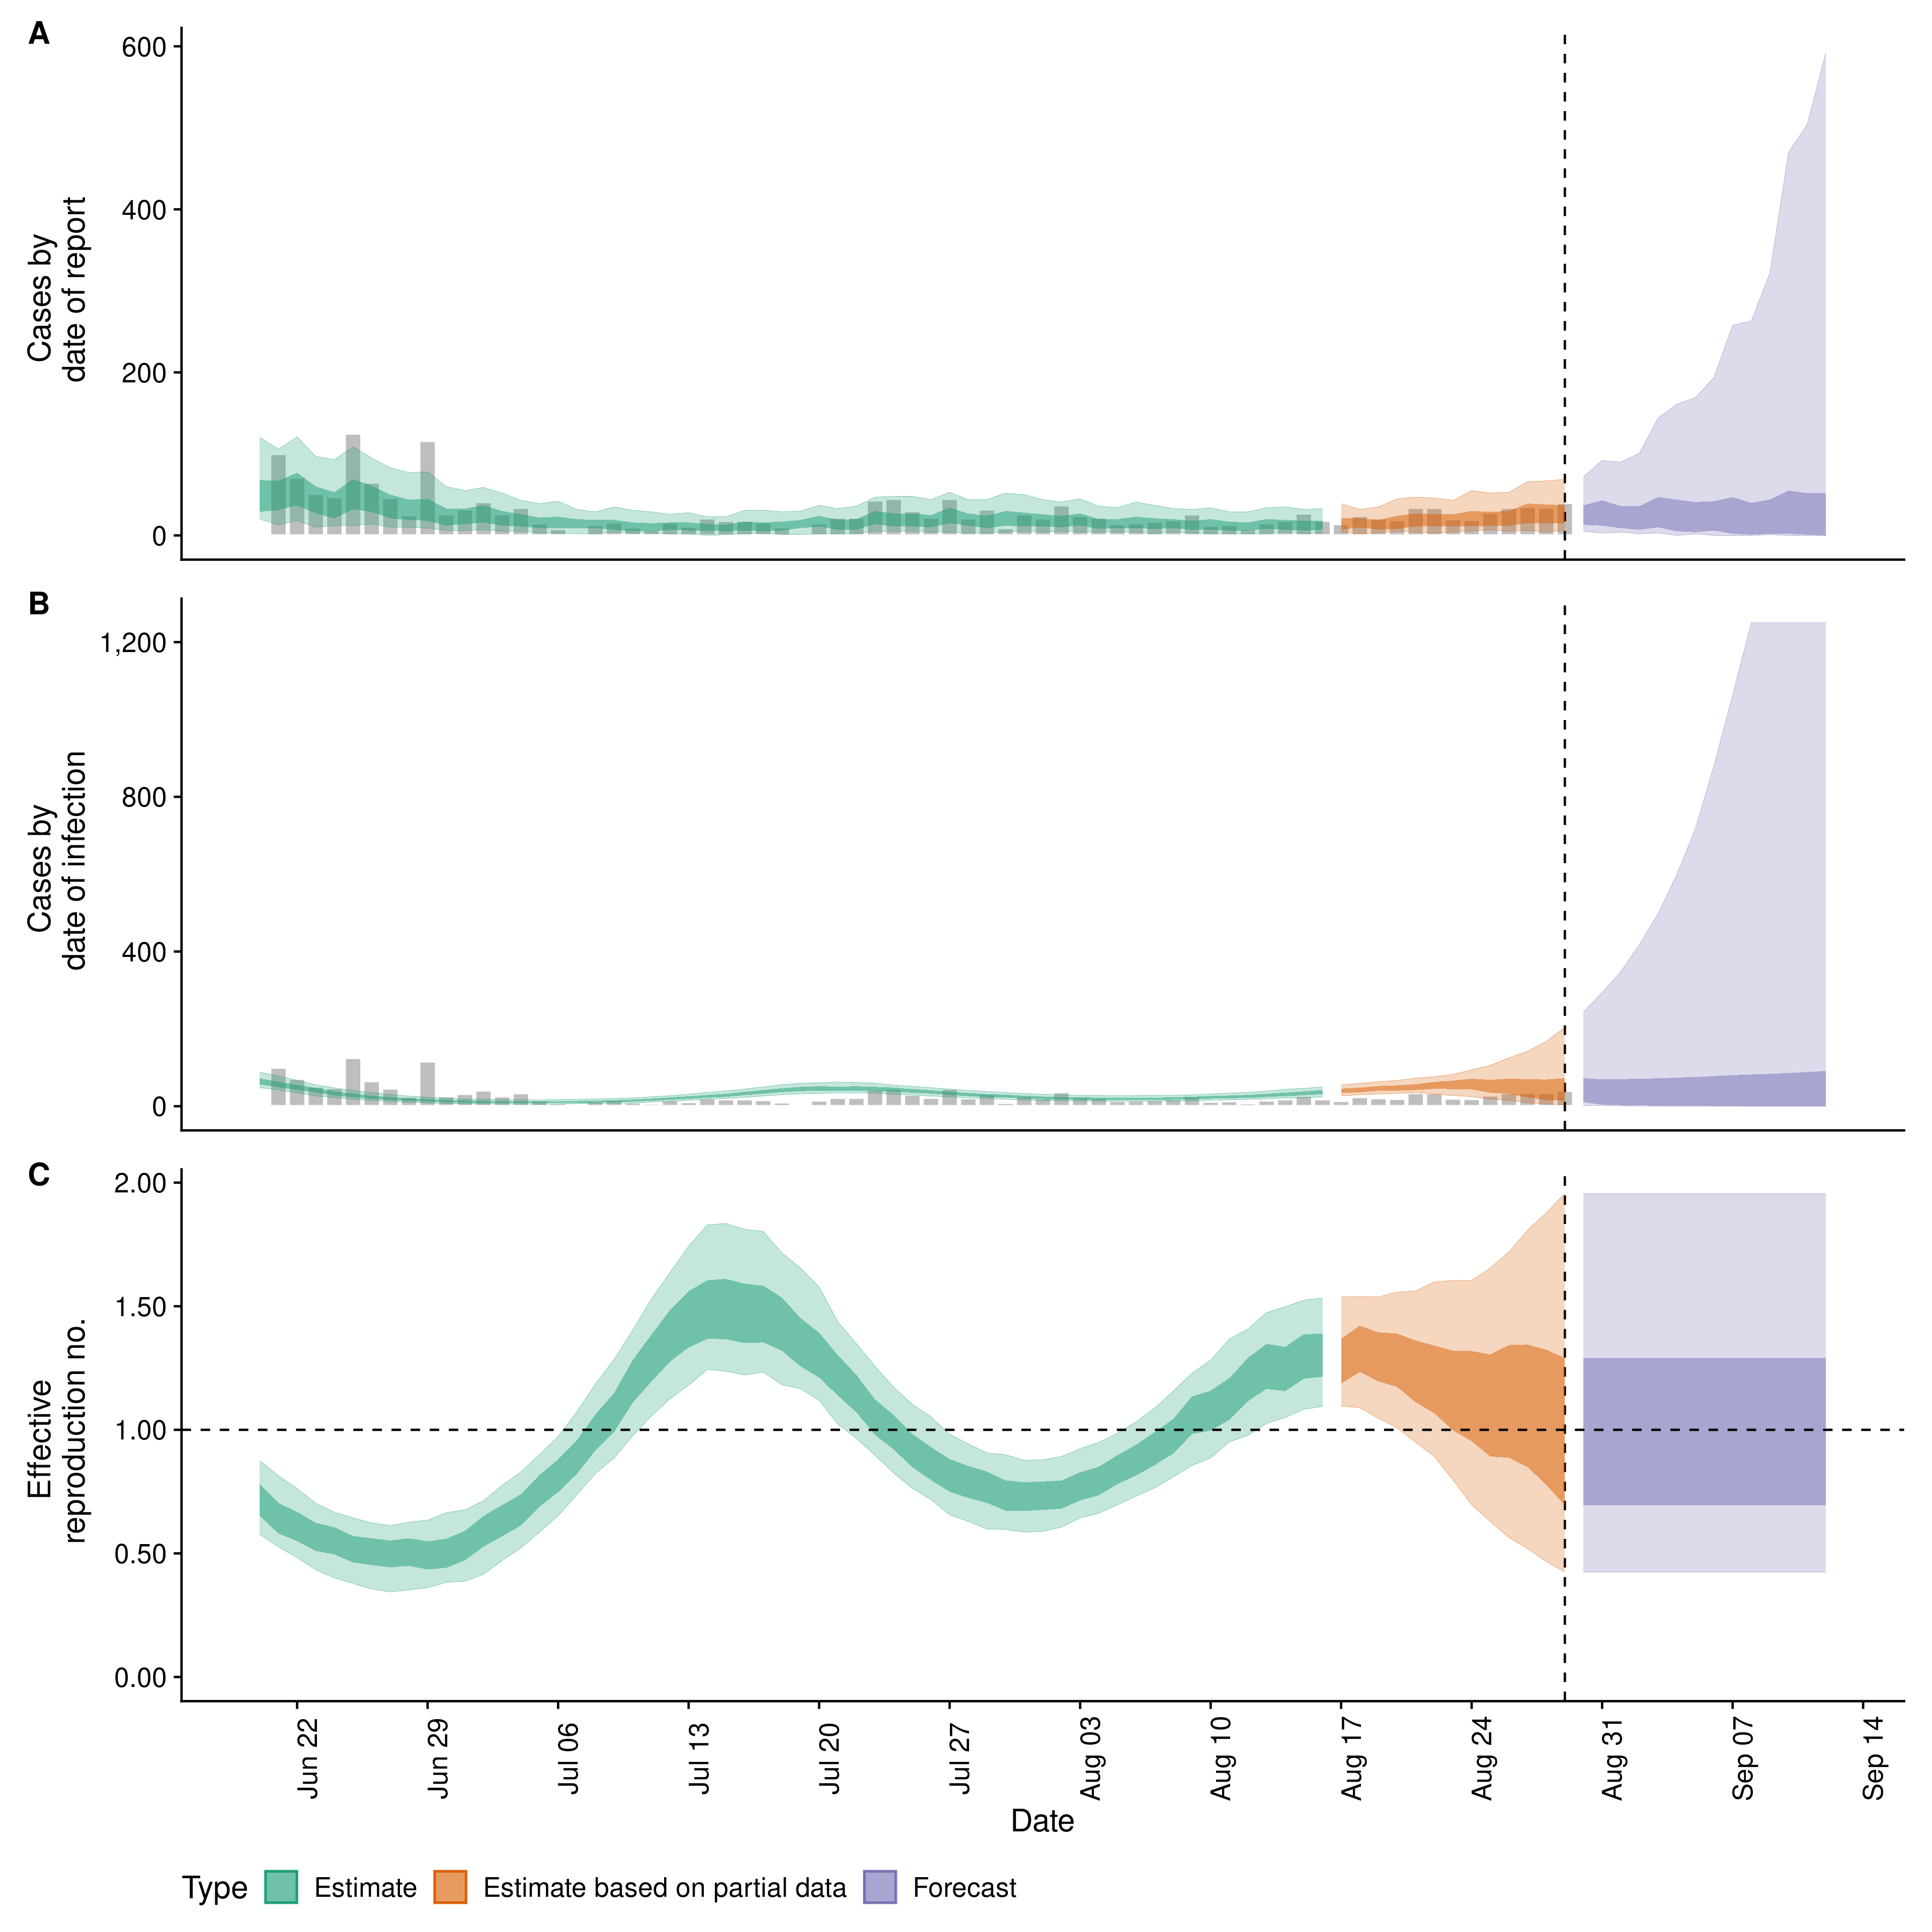 A
600
400
200
0
Cases by
date of report
B
1,200
800
400
0
Cases by
date of infection
C
2.00
1.50
1.00
0.50
0.00
Effective
reproduction no.
Jun 22
Jun 29
Jul 06
Jul 13
Jul 20
Jul 27
Aug 03
Aug 10
Aug 17
Aug 24
Aug 31
Sep 07
Sep 14
Date
Type Estimate Estimate based on partial data Forecast